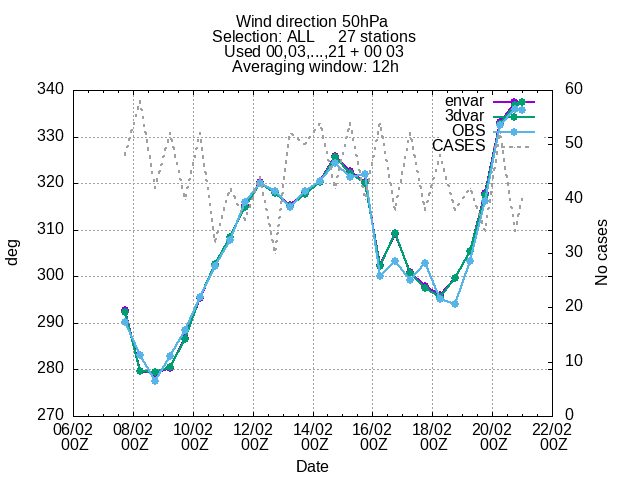 Wind direction 50hPa
Selection: ALL 27 stations
Used 00,03,...,21 + 00 03
Averaging window: 12h
340 60
envar
3dvar
OBS
CASES
330 50
320 40
310
deg
No cases
30
300
20
290
280 10
270 0
06/02 08/02 10/02 12/02 14/02 16/02 18/02 20/02 22/02
00Z 00Z 00Z 00Z 00Z 00Z 00Z 00Z 00Z
Date